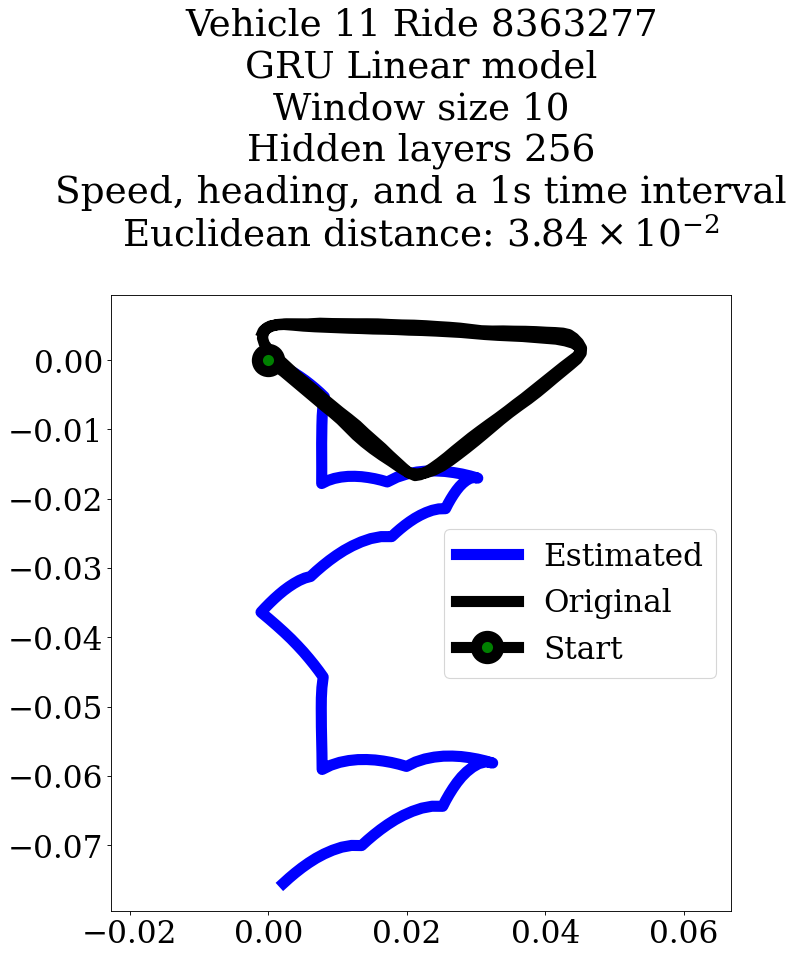 Vehicle 11 Ride 8363277
GRU Linear model
Window size 10
Hidden layers 256
Speed, heading, and a 1s time interval
Euclidean distance: 3.84 × 10⁻²
0.00
−0.01
−0.02
−0.03
−0.04
−0.05
−0.06
−0.07
Estimated
Original
Start
−0.02 0.00 0.02 0.04 0.06